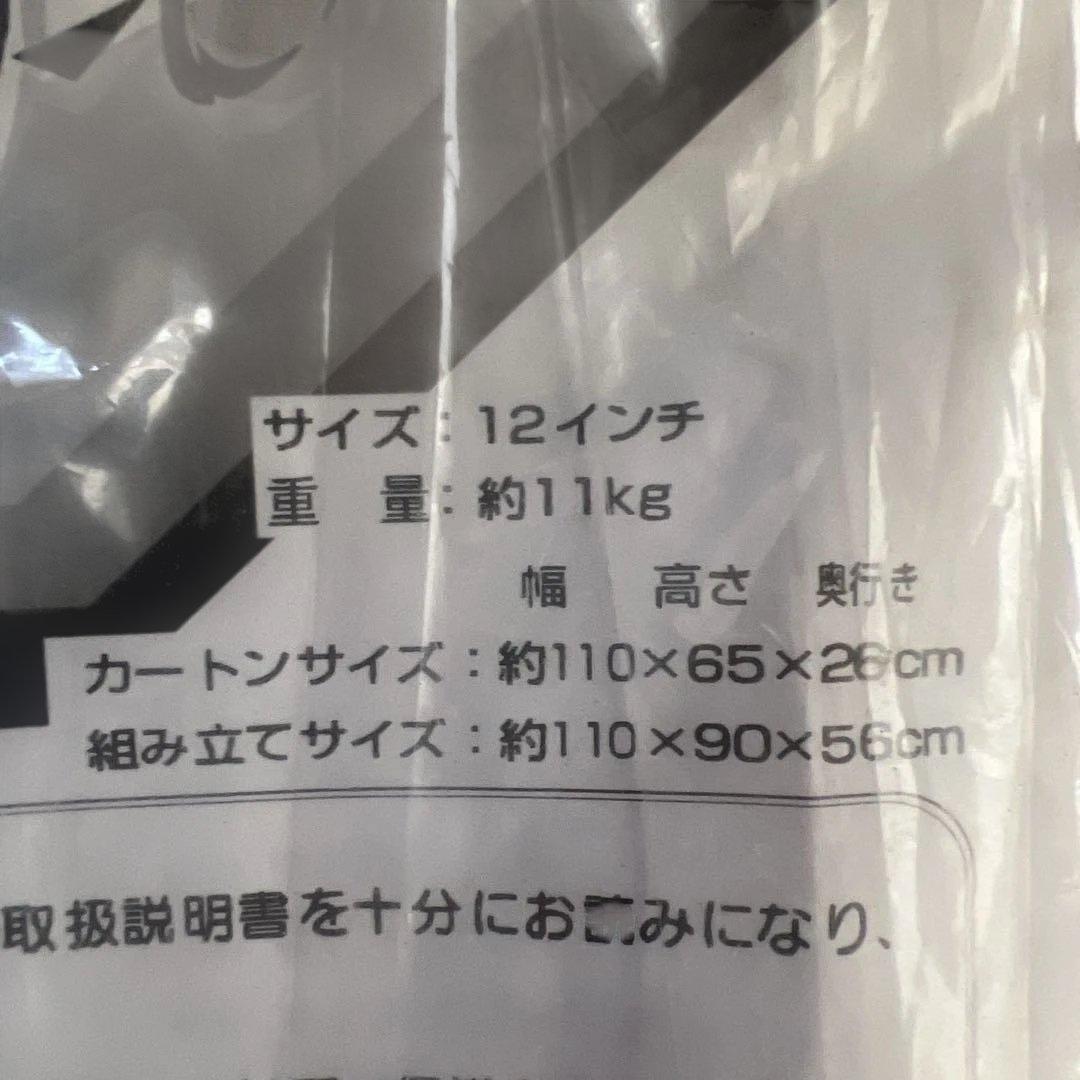 サイズ：12インチ
重　量：約11kg
幅　高さ　奥行き
カートンサイズ：約110×65×26cm
組み立てサイズ：約110×90×56cm
取扱説明書を十分にお読みになり、